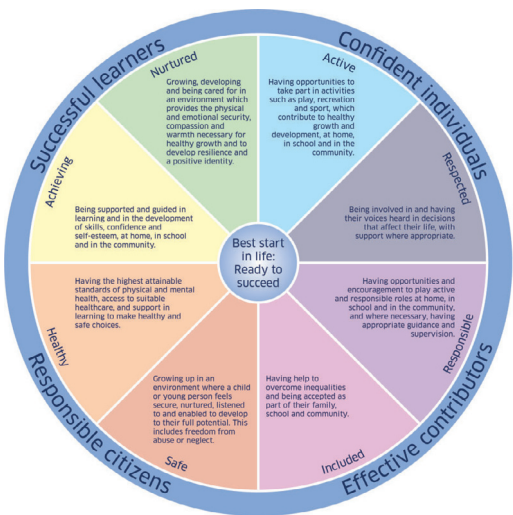 Successful learners
Confident individuals
Nurtured
Growing, developing
and being cared for in
an environment which
provides the physical
and emotional security,
compassion and
warmth necessary for
healthy growth and to
develop resilience and
a positive identity.
Active
Having opportunities to
take part in activities
such as play, recreation
and sport, which
contribute to healthy
growth and
development, at home,
in school and in the
community.
Achieving
Being supported and guided in
learning and in the development
of skills, confidence and
self-esteem, at home, in school
and in the community.
Respected
Being involved in and having
their voices heard in decisions
that affect their life, with
support where appropriate.
Best start
in life:
Ready to
succeed
Healthy
Having the highest attainable
standards of physical and mental
health, access to suitable
healthcare, and support in
learning to make healthy and
safe choices.
Responsible
Having opportunities and
encouragement to play active
and responsible roles at home, in
school and in the community,
and where necessary, having
appropriate guidance and
supervision.
Safe
Growing up in an
environment where a child
or young person feels
secure, nurtured, listened
to and enabled to develop
to their full potential. This
includes freedom from
abuse or neglect.
Included
Having help to
overcome inequalities
and being accepted as
part of their family,
school and community.
Responsible citizens
Effective contributors